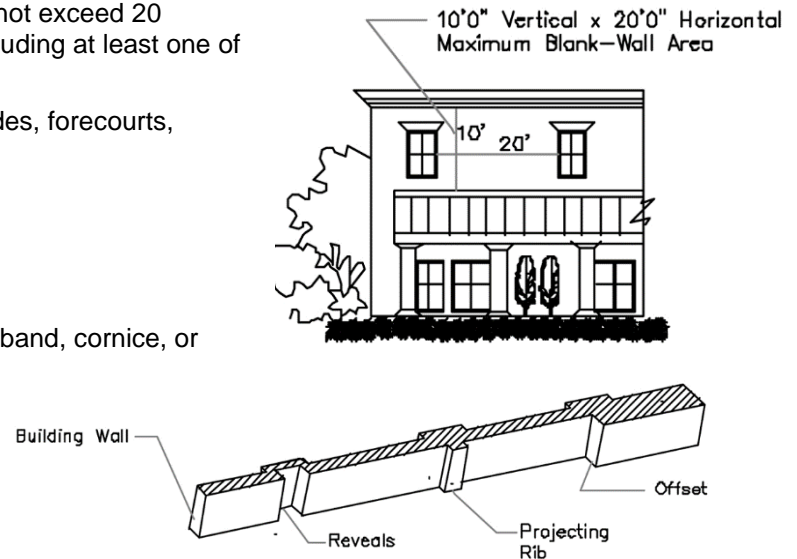 not exceed 20
uding at least one of
des, forecourts,
band, cornice, or
10'0" Vertical x 20'0" Horizontal
Maximum Blank-Wall Area
10'
20'
Building Wall
Reveals
Projecting
Rib
Offset